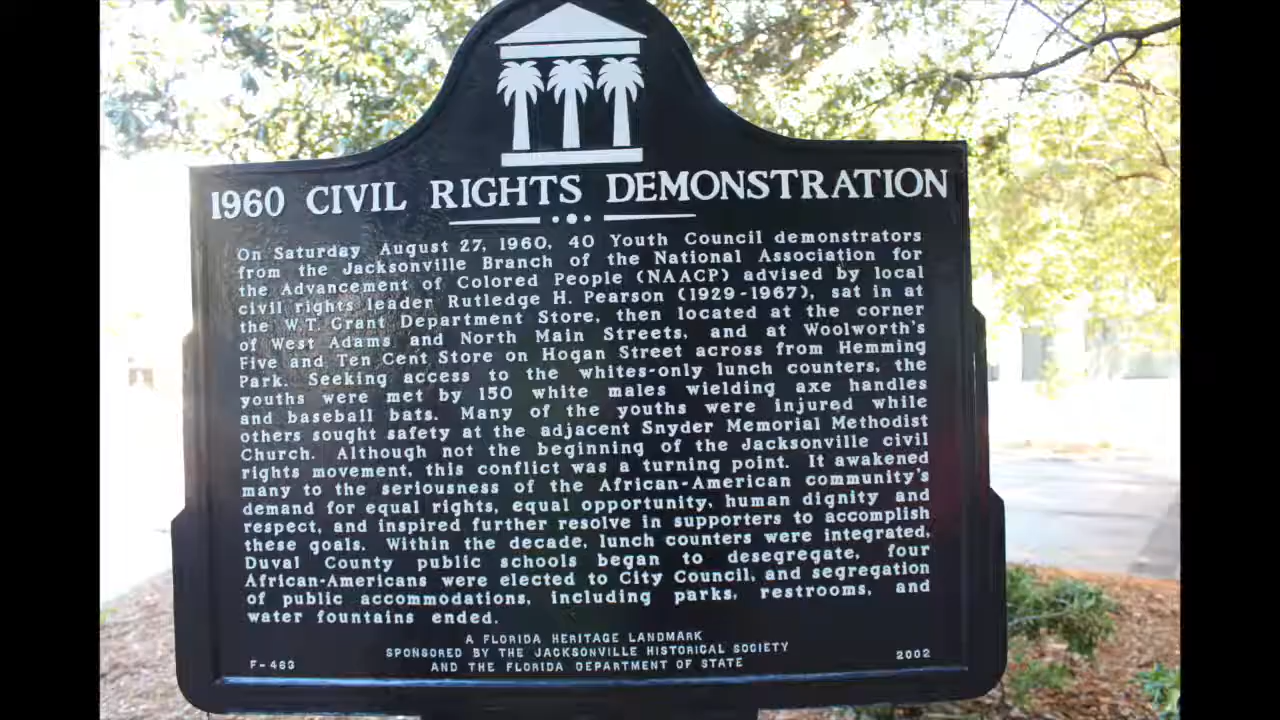 1960 CIVIL RIGHTS DEMONSTRATION
On Saturday August 27, 1960, 40 Youth Council demonstrators
from the Jacksonville Branch of the National Association for
the Advancement of Colored People (NAACP) advised by local
civil rights leader Rutledge H. Pearson (1929-1967), sat in at
the W.T. Grant Department Store, then located at the corner
of West Adams and North Main Streets, and at Woolworth's
Five and Ten Cent Store on Hogan Street across from Hemming
Park. Seeking access to the whites-only lunch counters, the
youths were met by 150 white males wielding axe handles
and baseball bats. Many of the youths were injured while
others sought safety at the adjacent Snyder Memorial Methodist
Church. Although not the beginning of the Jacksonville civil
rights movement, this conflict was a turning point. It awakened
many to the seriousness of the African-American community's
demand for equal rights, equal opportunity, human dignity and
respect, and inspired further resolve in supporters to accomplish
these goals. Within the decade, lunch counters were integrated,
Duval County public schools began to desegregate, four
African-Americans were elected to City Council, and segregation
of public accommodations, including parks, restrooms, and
water fountains ended.
A FLORIDA HERITAGE LANDMARK
SPONSORED BY THE JACKSONVILLE HISTORICAL SOCIETY
AND THE FLORIDA DEPARTMENT OF STATE
F-463
2002